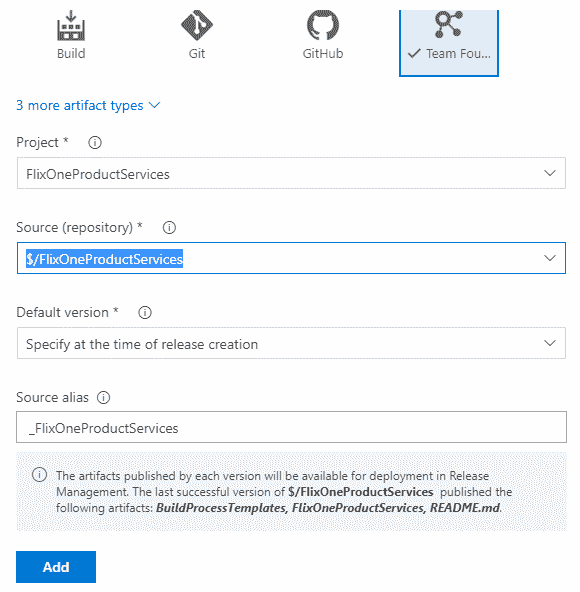 Build
Git
GitHub
Team Fou...
3 more artifact types
Project *
FlixOneProductServices
Source (repository) *
$/FlixOneProductServices
Default version *
Specify at the time of release creation
Source alias
_FlixOneProductServices
The artifacts published by each version will be available for deployment in Release
Management. The last successful version of $/FlixOneProductServices published the
following artifacts: BuildProcessTemplates, FlixOneProductServices, README.md.
Add